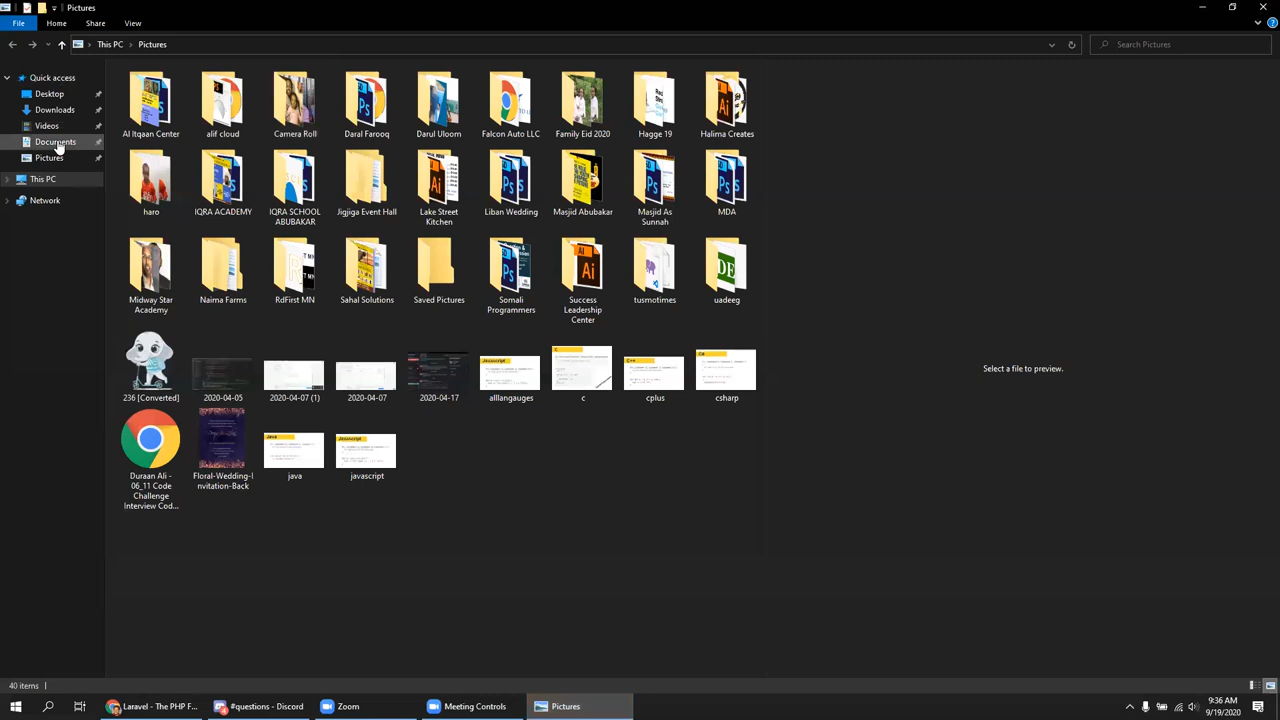 Pictures
File Home Share View
This PC Pictures
Search Pictures
Quick access
Desktop
Downloads
Videos
Documents
Pictures
This PC
Network
Al Itqaan Center
alif cloud
Camera Roll
Daral Farooq
Darul Uloom
Falcon Auto LLC
Family Eid 2020
Hagge 19
Halima Creates
haro
IQRA ACADEMY
IQRA SCHOOL
ABUBAKAR
Jigjiga Event Hall
Lake Street
Kitchen
Liban Wedding
Masjid Abubakar
Masjid As
Sunnah
MDA
Midway Star
Academy
Naima Farms
RdFirst MN
Sahal Solutions
Saved Pictures
Somali
Programmers
Success
Leadership
Center
tusmotimes
uadeeg
236 [Converted]
2020-04-05
2020-04-07 (1)
2020-04-07
2020-04-17
alllangauges
c
cplus
csharp
Duraan Ali -
06_11 Code
Challenge
Interview Cod...
Floral-Wedding-I
nvitation-Back
java
javascript
Select a file to preview.
40 items
Laravel - The PHP F...
#questions - Discord
Zoom
Meeting Controls
Pictures
9:36 AM
9/19/2020